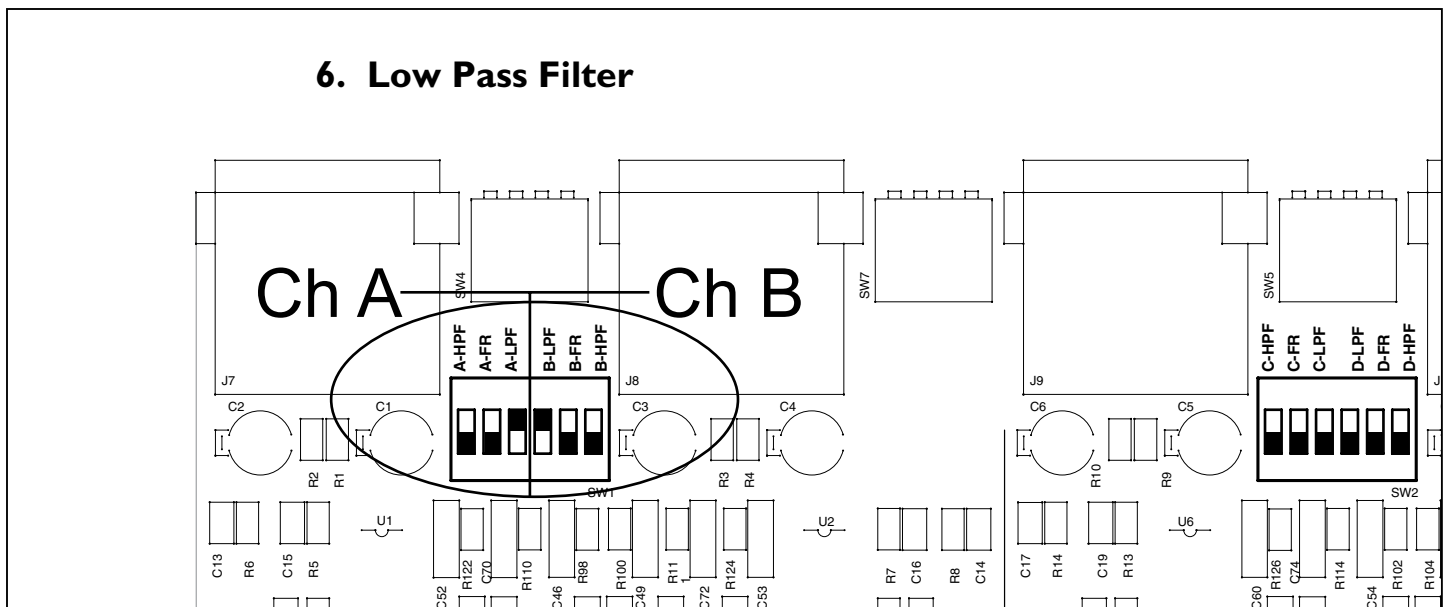 6. Low Pass Filter
SW4
SW7
SW5
Ch A
Ch B
A-HPF
A-FR
A-LPF
B-LPF
B-FR
B-HPF
C-HPF
C-FR
C-LPF
D-LPF
D-FR
D-HPF
J7
J8
J9
J
C2
C1
C3
C4
C6
C5
R2
R1
R3
R4
R10
R9
SW1
SW2
U1
U2
U6
C13
R6
C15
R5
C52
R122
C70
R110
C46
R98
R100
C49
R11
1
C72
R124
C53
R7
C16
R8
C14
C17
R14
C19
R13
C60
R126
C74
R114
C54
R102
R104